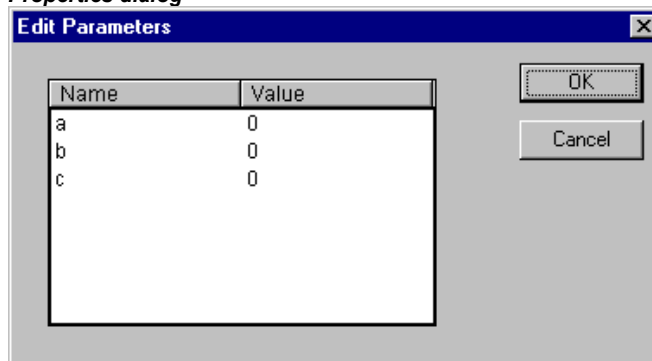 Properties dialog
Edit Parameters
Name Value
a 0
b 0
c 0
OK
Cancel